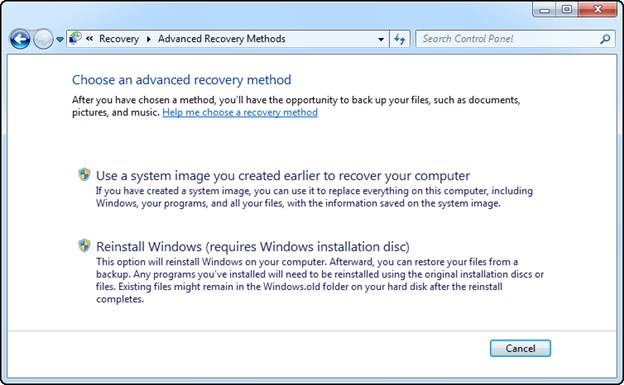 « Recovery ▸ Advanced Recovery Methods
Search Control Panel
Choose an advanced recovery method
After you have chosen a method, you'll have the opportunity to back up your files, such as documents,
pictures, and music. Help me choose a recovery method
Use a system image you created earlier to recover your computer
If you have created a system image, you can use it to replace everything on this computer, including
Windows, your programs, and all your files, with the information saved on the system image.
Reinstall Windows (requires Windows installation disc)
This option will reinstall Windows on your computer. Afterward, you can restore your files from a
backup. Any programs you've installed will need to be reinstalled using the original installation discs or
files. Existing files might remain in the Windows.old folder on your hard disk after the reinstall
completes.
Cancel